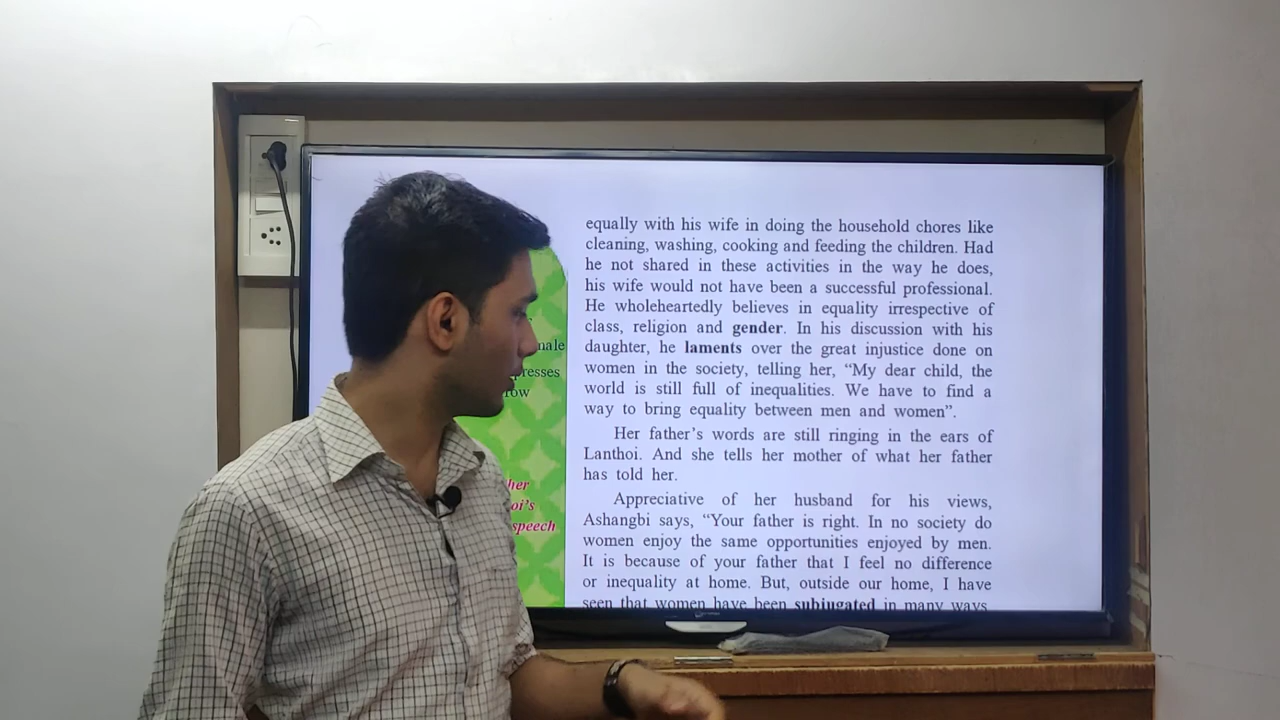 male
resses
row
her
oi's
speech
equally with his wife in doing the household chores like
cleaning, washing, cooking and feeding the children. Had
he not shared in these activities in the way he does,
his wife would not have been a successful professional.
He wholeheartedly believes in equality irrespective of
class, religion and gender. In his discussion with his
daughter, he laments over the great injustice done on
women in the society, telling her, “My dear child, the
world is still full of inequalities. We have to find a
way to bring equality between men and women”.
Her father’s words are still ringing in the ears of
Lanthoi. And she tells her mother of what her father
has told her.
Appreciative of her husband for his views,
Ashangbi says, “Your father is right. In no society do
women enjoy the same opportunities enjoyed by men.
It is because of your father that I feel no difference
or inequality at home. But, outside our home, I have
seen that women have been subjugated in many ways